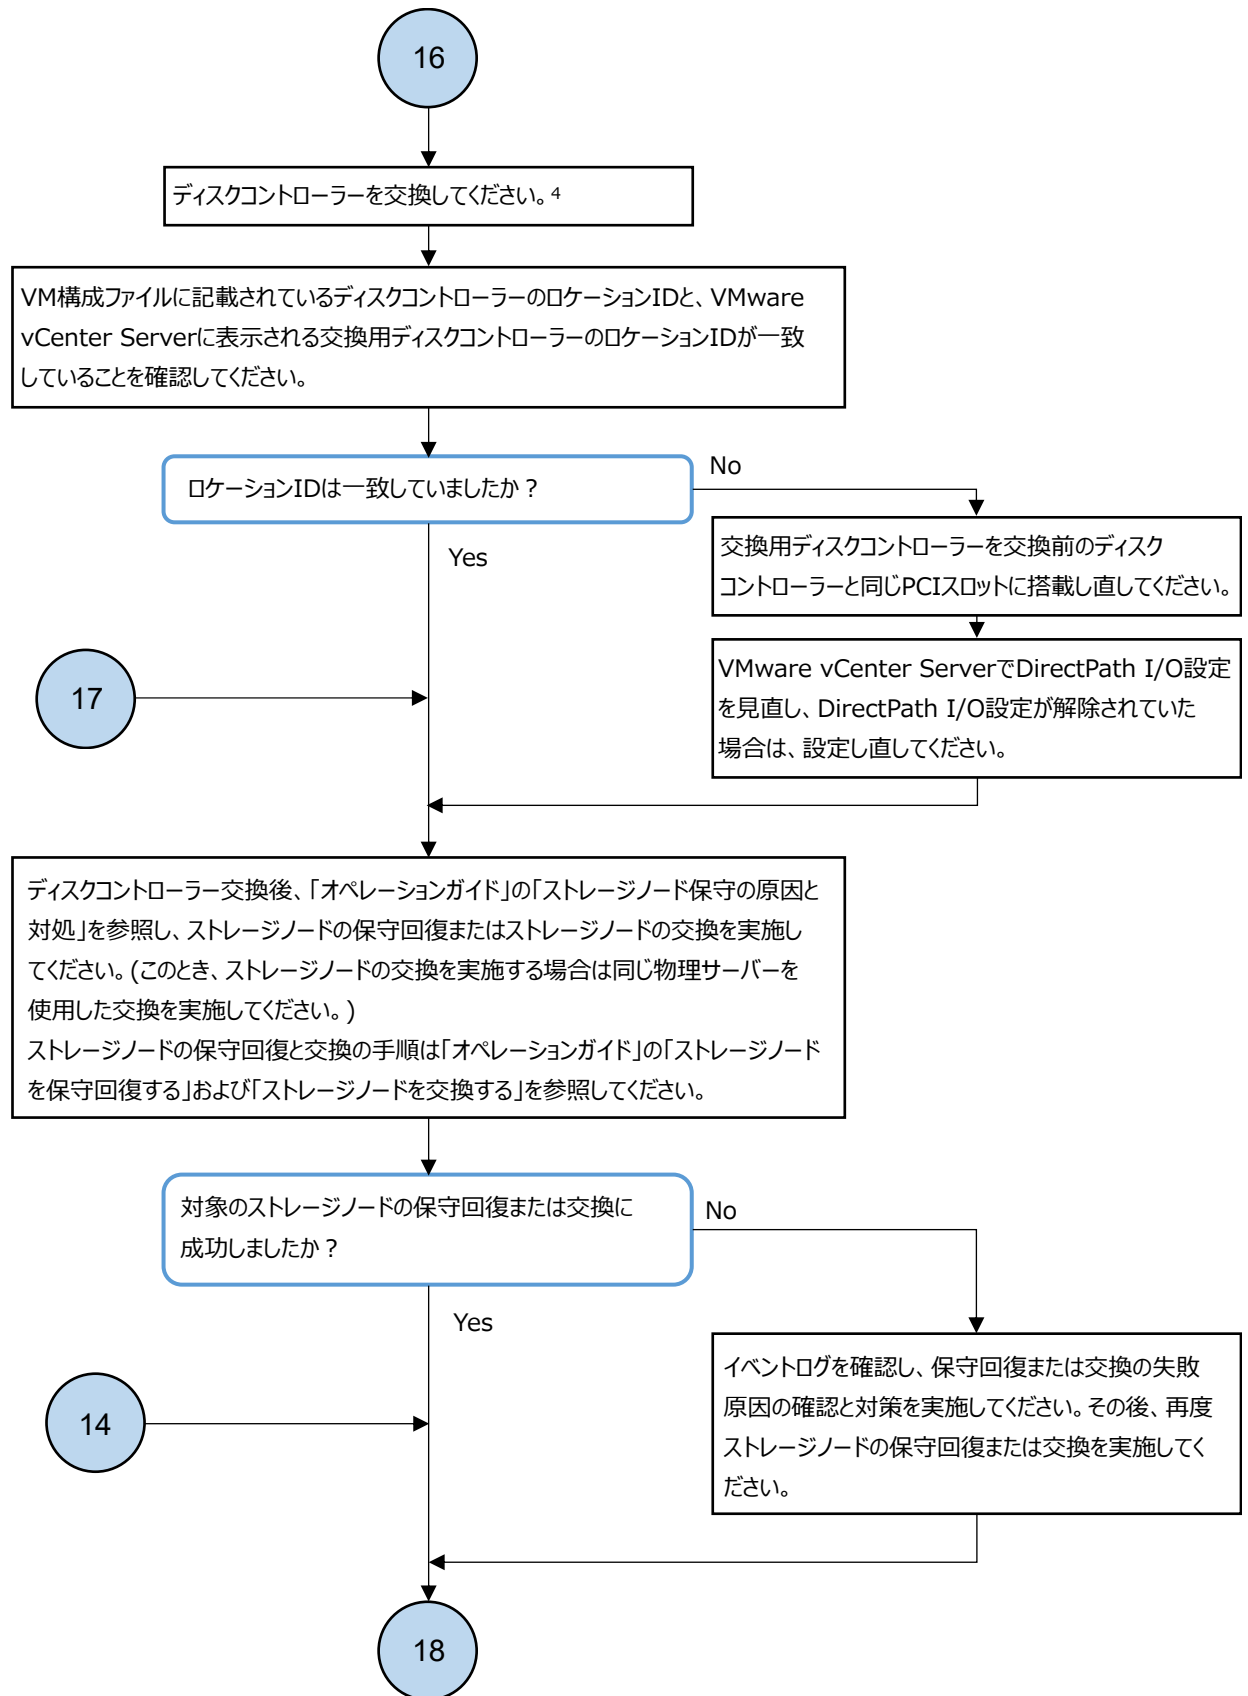 16
ディスクコントローラーを交換してください。4
VM構成ファイルに記載されているディスクコントローラーのロケーションIDと、VMware
vCenter Serverに表示される交換用ディスクコントローラーのロケーションIDが一致
していることを確認してください。
ロケーションIDは一致していましたか？
No
Yes
交換用ディスクコントローラーを交換前のディスク
コントローラーと同じPCIスロットに搭載し直してください。
VMware vCenter ServerでDirectPath I/O設定
を見直し、DirectPath I/O設定が解除されていた
場合は、設定し直してください。
17
ディスクコントローラー交換後、「オペレーションガイド」の「ストレージノード保守の原因と
対処」を参照し、ストレージノードの保守回復またはストレージノードの交換を実施し
てください。(このとき、ストレージノードの交換を実施する場合は同じ物理サーバーを
使用した交換を実施してください。)
ストレージノードの保守回復と交換の手順は「オペレーションガイド」の「ストレージノード
を保守回復する」および「ストレージノードを交換する」を参照してください。
対象のストレージノードの保守回復または交換に
成功しましたか？
No
Yes
イベントログを確認し、保守回復または交換の失敗
原因の確認と対策を実施してください。その後、再度
ストレージノードの保守回復または交換を実施してく
ださい。
14
18